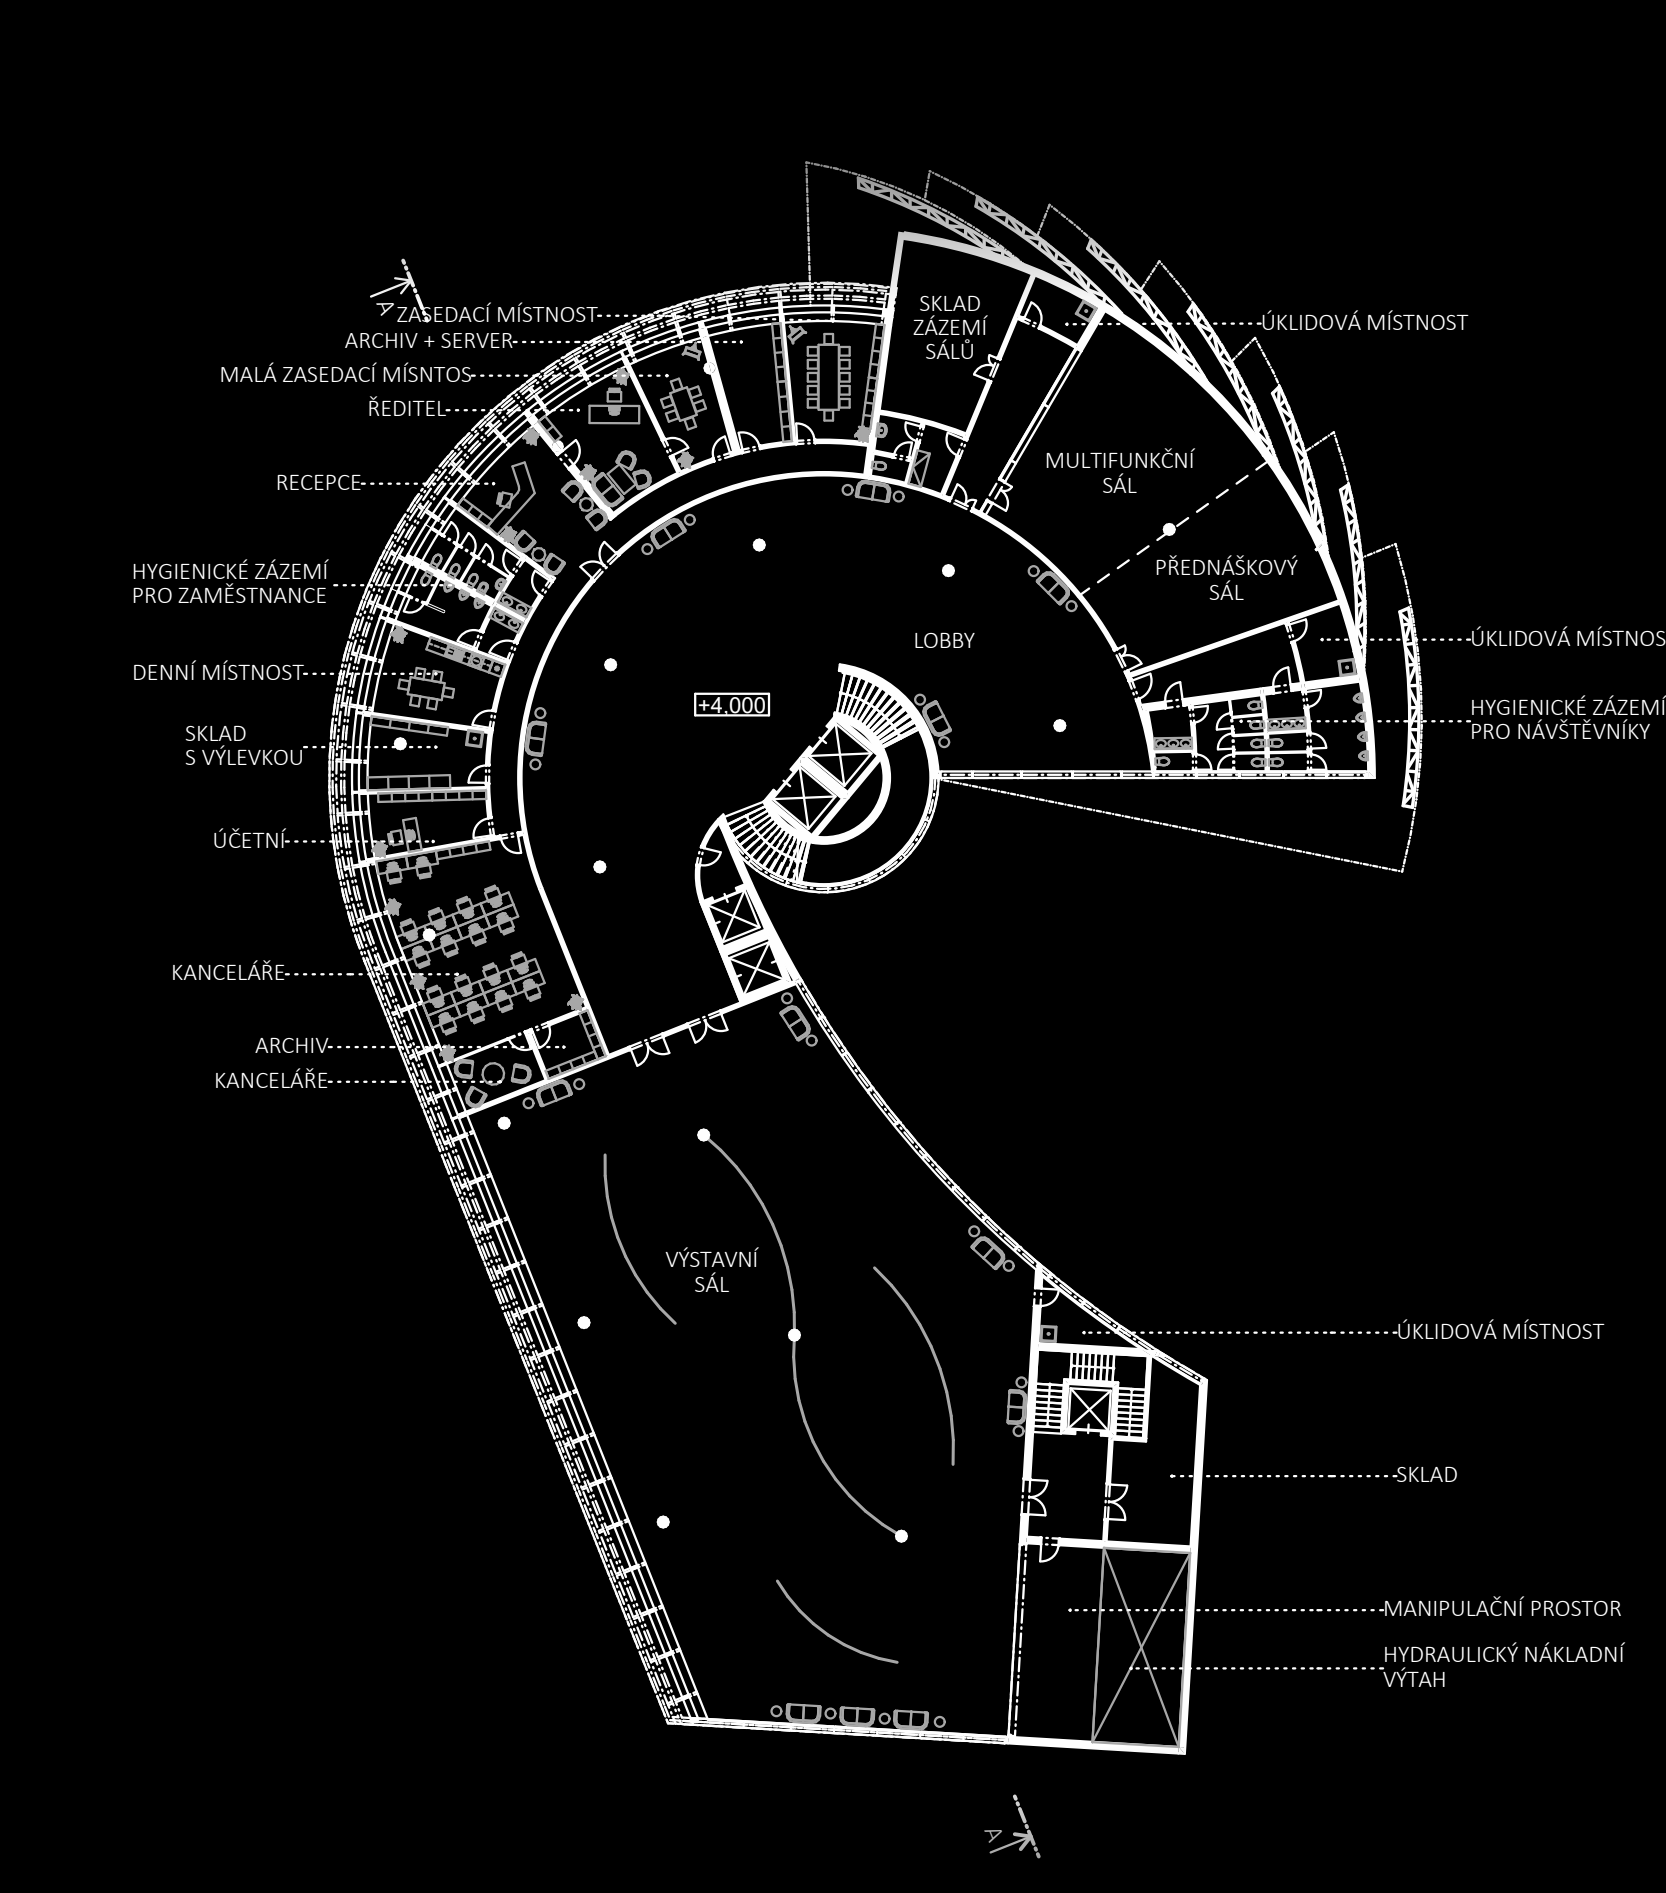 A
ZASEDACÍ MÍSTNOST
ARCHIV + SERVER
MALÁ ZASEDACÍ MÍSNTOS
ŘEDITEL
RECEPCE
HYGIENICKÉ ZÁZEMÍ
PRO ZAMĚSTNANCE
DENNÍ MÍSTNOST
SKLAD
S VÝLEVKOU
ÚČETNÍ
KANCELÁŘE
ARCHIV
KANCELÁŘE
SKLAD
ZÁZEMÍ
SÁLŮ
ÚKLIDOVÁ MÍSTNOST
MULTIFUNKČNÍ
SÁL
PŘEDNÁŠKOVÝ
SÁL
LOBBY
+4,000
ÚKLIDOVÁ MÍSTNOS
HYGIENICKÉ ZÁZEMÍ
PRO NÁVŠTĚVNÍKY
VÝSTAVNÍ
SÁL
ÚKLIDOVÁ MÍSTNOST
SKLAD
MANIPULAČNÍ PROSTOR
HYDRAULICKÝ NÁKLADNÍ
VÝTAH
A